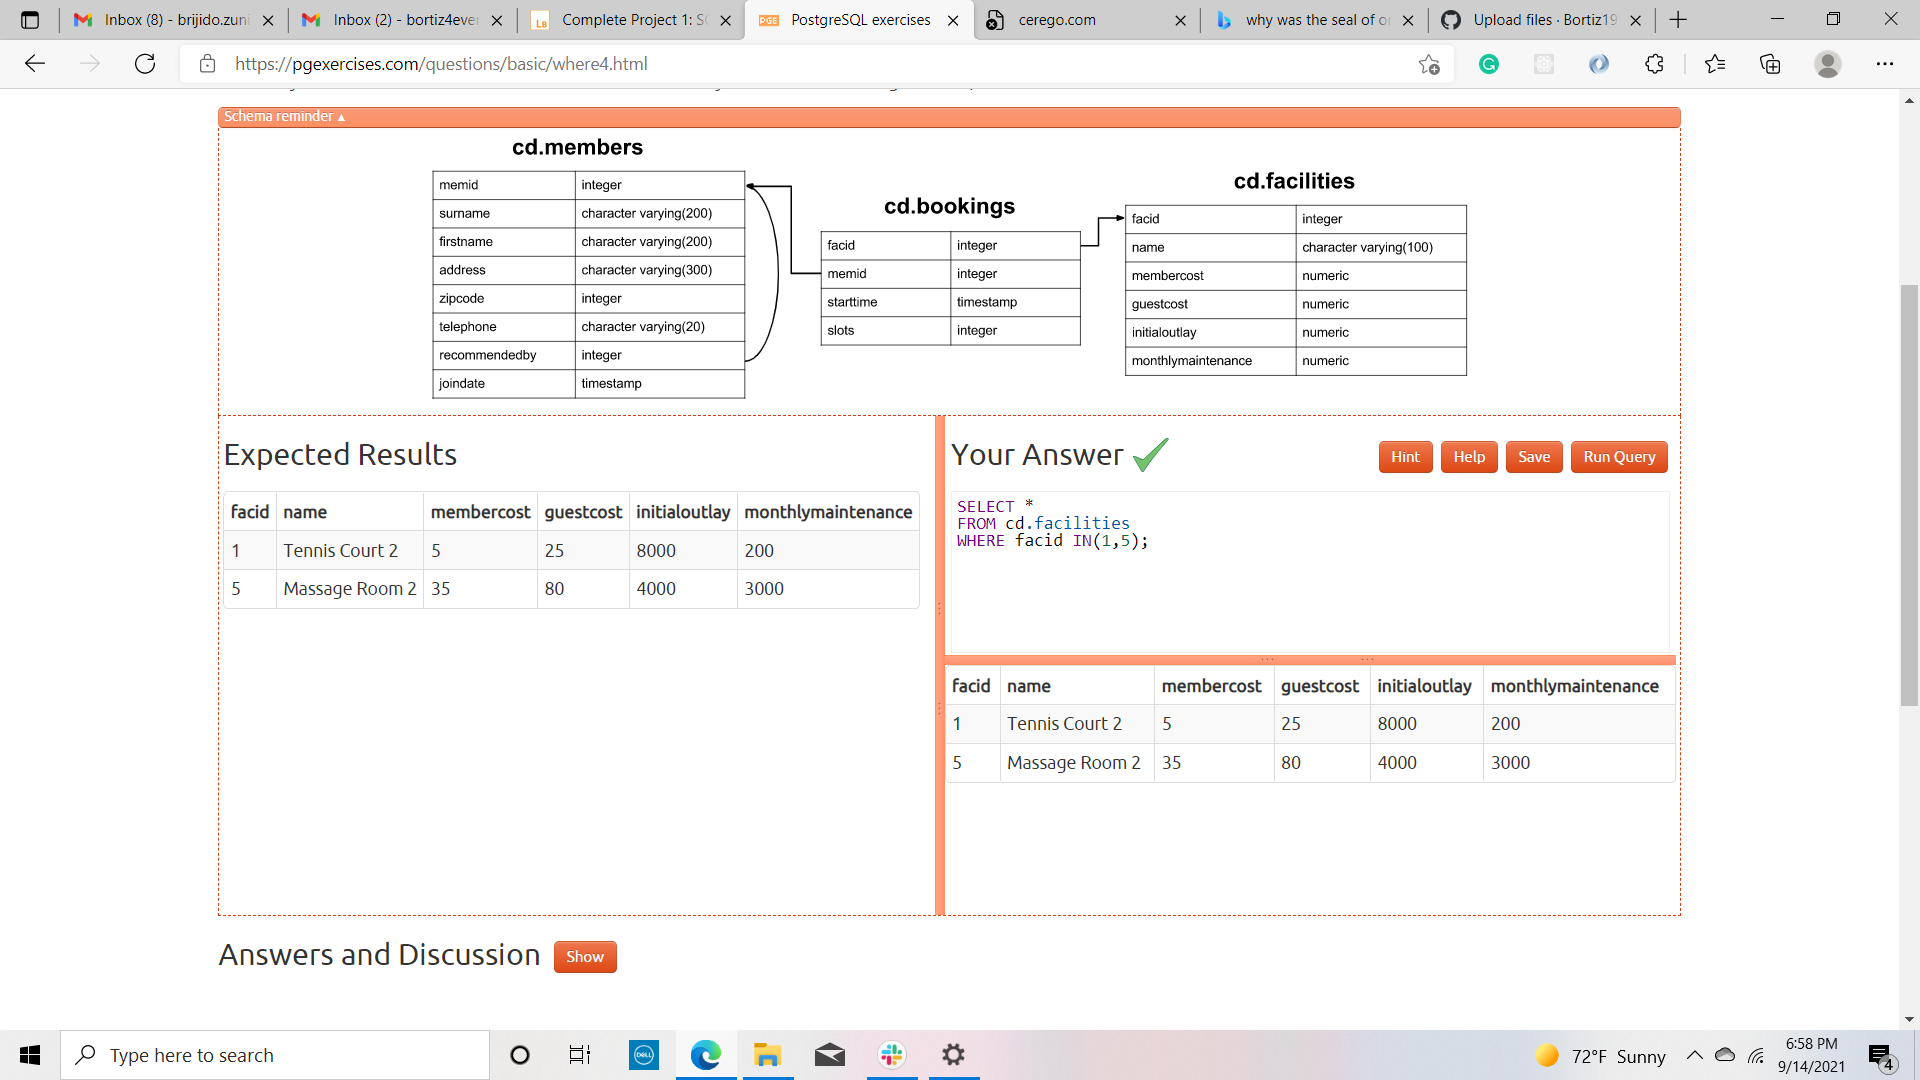 Inbox (8) - brijido.zuni
Inbox (2) - bortiz4ever
LB Complete Project 1: SQ
PGE PostgreSQL exercises
cerego.com
why was the seal of or
Upload files · Bortiz19
https://pgexercises.com/questions/basic/where4.html
Schema reminder ▲
cd.members
memid integer
surname character varying(200)
firstname character varying(200)
address character varying(300)
zipcode integer
telephone character varying(20)
recommendedby integer
joindate timestamp
cd.bookings
facid integer
memid integer
starttime timestamp
slots integer
cd.facilities
facid integer
name character varying(100)
membercost numeric
guestcost numeric
initialoutlay numeric
monthlymaintenance numeric
Expected Results
facid name membercost guestcost initialoutlay monthlymaintenance
1 Tennis Court 2 5 25 8000 200
5 Massage Room 2 35 80 4000 3000
Your Answer
Hint Help Save Run Query
SELECT *
FROM cd.facilities
WHERE facid IN(1,5);
facid name membercost guestcost initialoutlay monthlymaintenance
1 Tennis Court 2 5 25 8000 200
5 Massage Room 2 35 80 4000 3000
Answers and Discussion Show
Type here to search
DELL
72°F Sunny
6:58 PM
9/14/2021
4